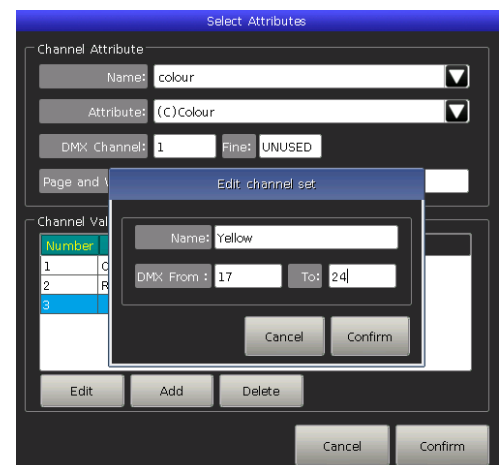 Select Attributes
Channel Attribute
Name: colour
Attribute: (C)Colour
DMX Channel: 1 Fine: UNUSED
Page and
Edit channel set
Name: Yellow
DMX From : 17 To: 24
Cancel Confirm
Channel Val
Number
1
2 R
3
Edit Add Delete
Cancel Confirm